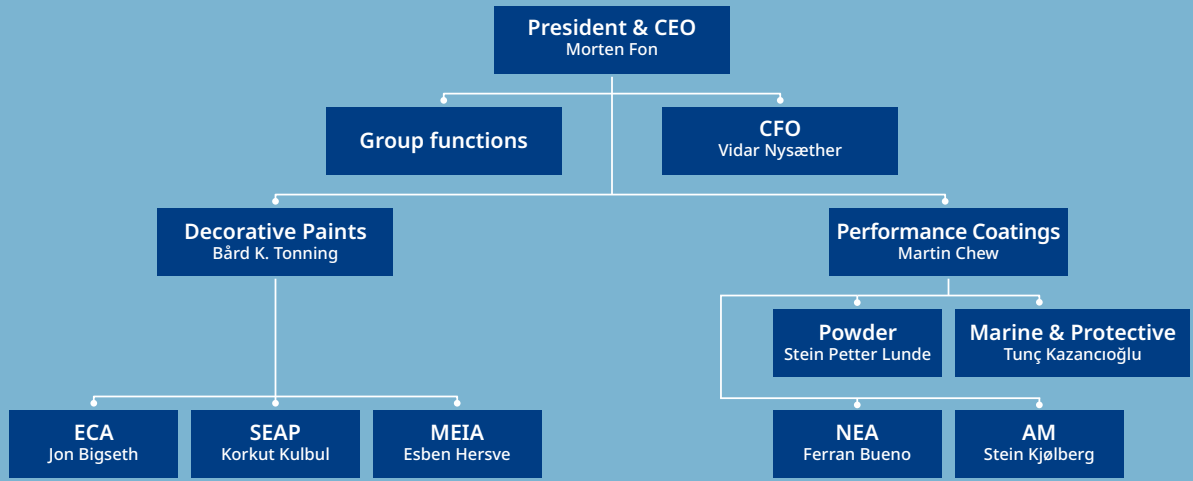 President & CEO
Morten Fon
Group functions
CFO
Vidar Nysæther
Decorative Paints
Bård K. Tonning
Performance Coatings
Martin Chew
Powder
Stein Petter Lunde
Marine & Protective
Tunç Kazancıoğlu
ECA
Jon Bigseth
SEAP
Korkut Kulbul
MEIA
Esben Hersve
NEA
Ferran Bueno
AM
Stein Kjølberg